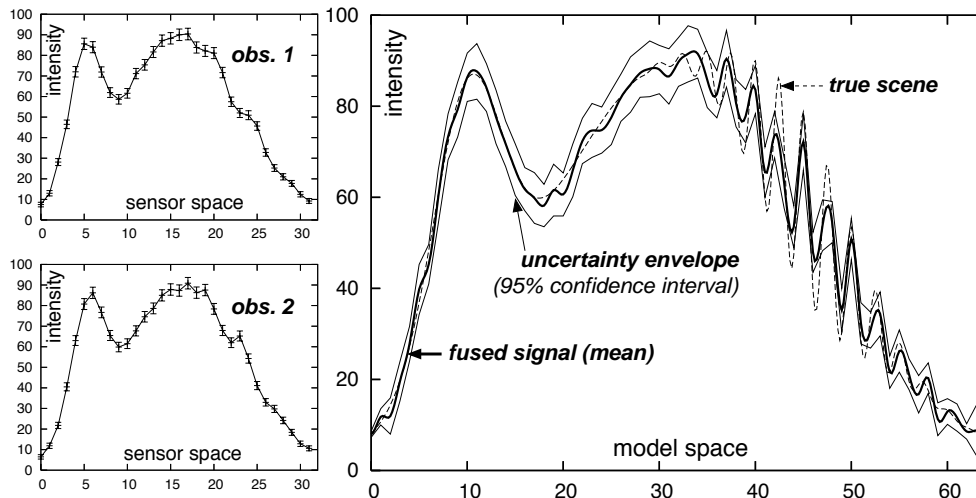 100
90
80
70
60
50
40
30
20
10
0
intensity
obs. 1
sensor space
0 5 10 15 20 25 30
100
90
80
70
60
50
40
30
20
10
0
intensity
obs. 2
sensor space
0 5 10 15 20 25 30
100
80
60
40
20
0
intensity
true scene
uncertainty envelope
(95% confidence interval)
fused signal (mean)
model space
0 10 20 30 40 50 60